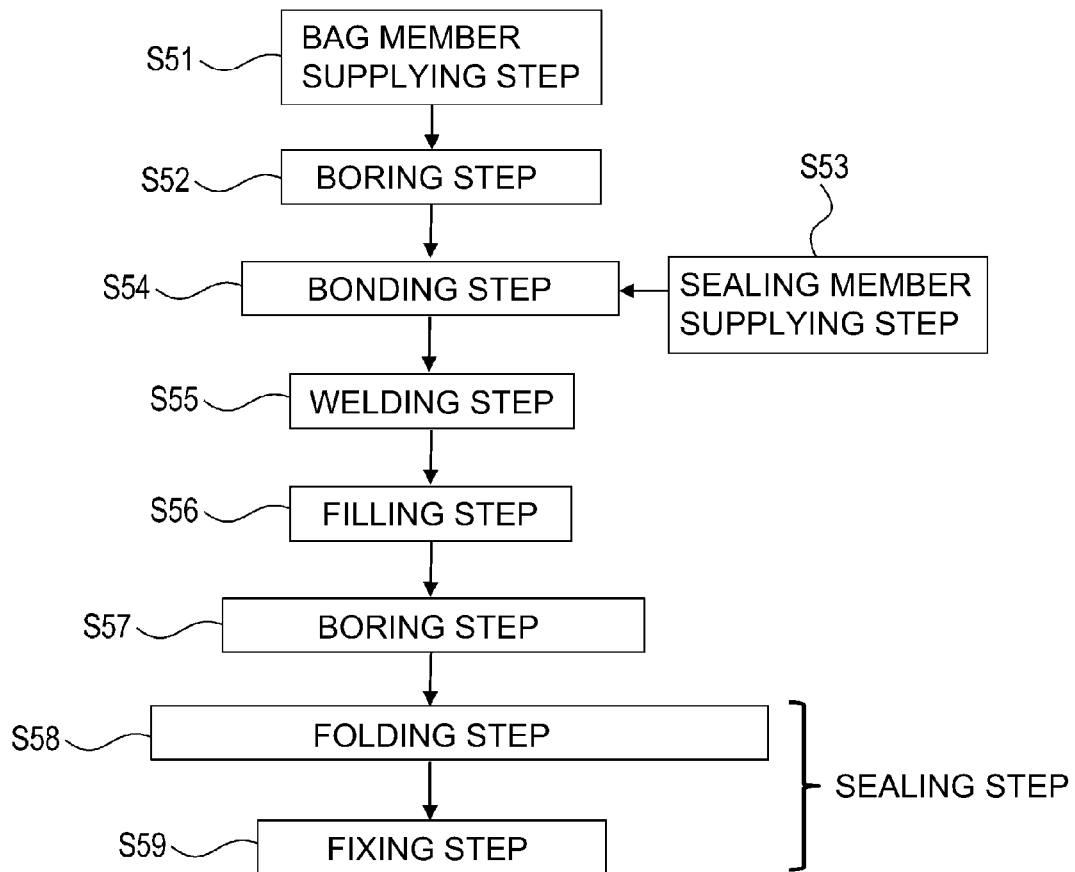 S51
BAG MEMBER
SUPPLYING STEP
S52
BORING STEP
S53
S54
BONDING STEP
SEALING MEMBER
SUPPLYING STEP
S55
WELDING STEP
S56
FILLING STEP
S57
BORING STEP
S58
FOLDING STEP
SEALING STEP
S59
FIXING STEP